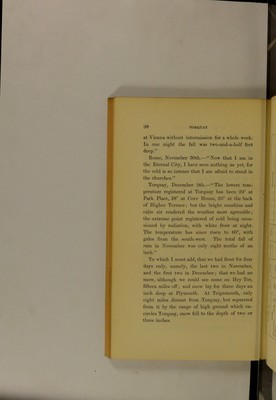 TORQUAY
at Vienna without intermission for a whole week.
In one night the fall was two-and-a-half feet
deep."
Rome, November 30th.—"Now that I am in
the Eternal City, I have seen nothing as yet, for
the cold is so intense that I am afraid to stand in
the churches."
Torquay, December 9th.—"The lowest tem-
perature registered at Torquay has been 29° at
Park Place, 28° at Cove House, 25° at the back
of Higher Terrace; but the bright sunshine and
calm air rendered the weather most agreeable;
the extreme point registered of cold being occa-
sioned by radiation, with white frost at night.
The temperature has since risen to 60°, with
gales from the south-west. The total fall of
rain in November was only eight tenths of an
inch."
To which I must add, that we had frost for four
days only, namely, the last two in November,
and the first two in December; that we had no
snow, although we could see some on Hey Tor,
fifteen miles off; and snow lay for three days an
inch deep at Plymouth. At Teignmouth, only
eight miles distant from Torquay, but separated
from it by the range of high ground which en-
circles Torquay, snow fell to the depth of two or
three inches.